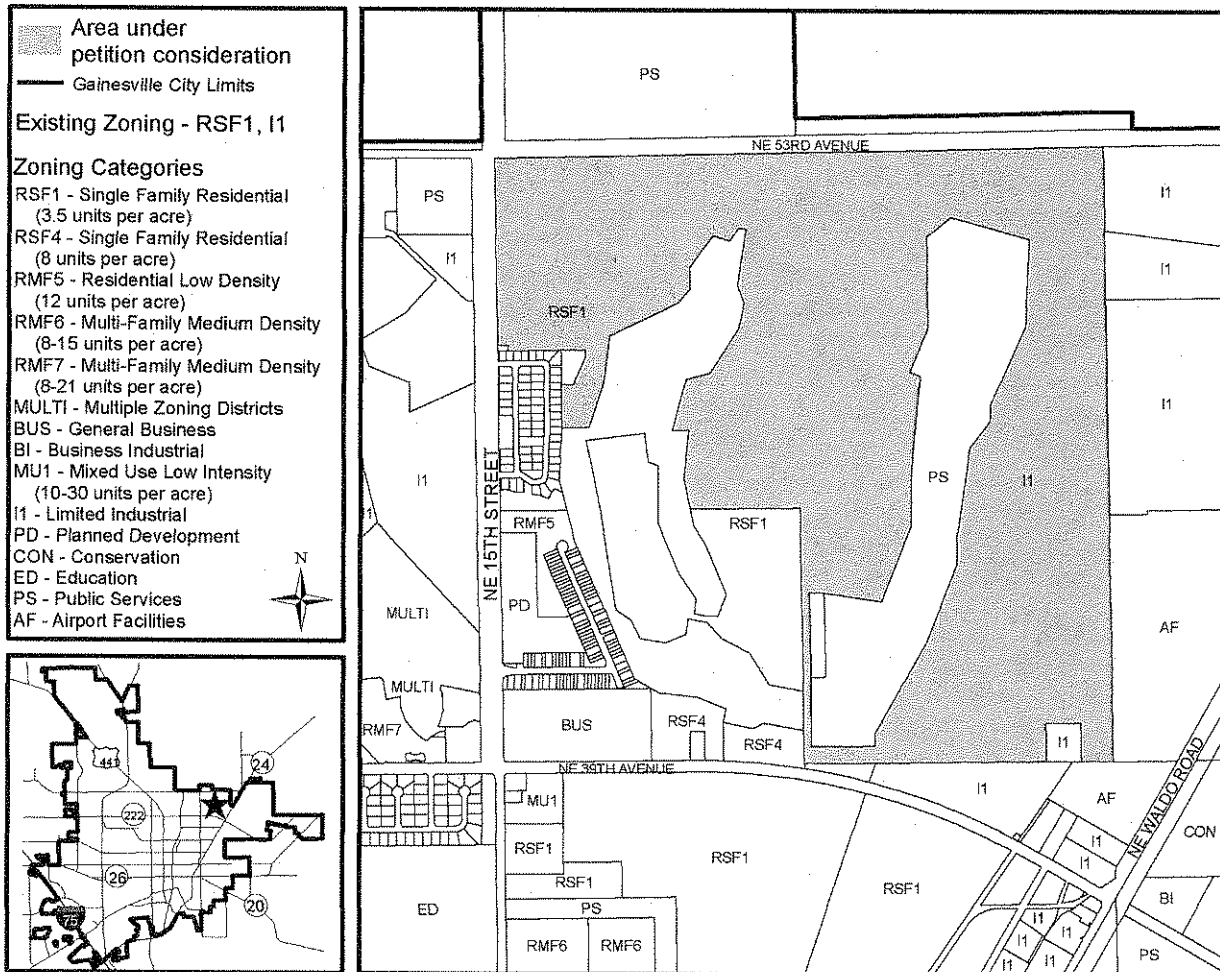 Area under
petition consideration
Gainesville City Limits
Existing Zoning - RSF1, I1
Zoning Categories
RSF1 - Single Family Residential
(3.5 units per acre)
RSF4 - Single Family Residential
(8 units per acre)
RMF5 - Residential Low Density
(12 units per acre)
RMF6 - Multi-Family Medium Density
(8-15 units per acre)
RMF7 - Multi-Family Medium Density
(8-21 units per acre)
MULTI - Multiple Zoning Districts
BUS - General Business
BI - Business Industrial
MU1 - Mixed Use Low Intensity
(10-30 units per acre)
I1 - Limited Industrial
PD - Planned Development
CON - Conservation
ED - Education
PS - Public Services
AF - Airport Facilities
N
441
24
222
26
20
75
PS
NE 53RD AVENUE
PS
I1
I1
I1
RSF1
I1
I1
PS
I1
I1
NE 15TH STREET
RMF5
RSF1
PD
MULTI
AF
MULTI
RMF7
BUS
RSF4
RSF4
I1
NE 39TH AVENUE
MU1
RSF1
RSF1
RSF1
I1
AF
NE WALDO ROAD
CON
I1
I1
RSF1
BI
ED
PS
RMF6
RMF6
I1
I1
I1
I1
I1
PS